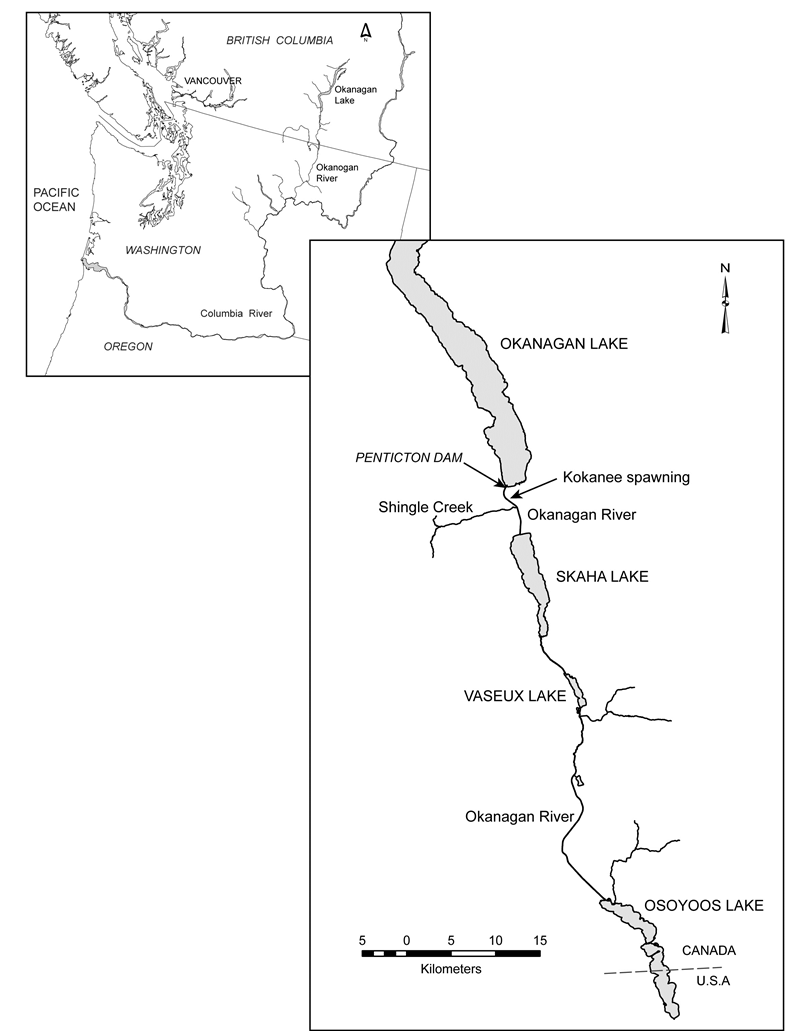 BRITISH COLUMBIA
N
VANCOUVER
Okanagan
Lake
Okanogan
River
PACIFIC
OCEAN
WASHINGTON
Columbia River
OREGON
N
OKANAGAN LAKE
PENTICTON DAM
Kokanee spawning
Shingle Creek
Okanagan River
SKAHA LAKE
VASEUX LAKE
Okanagan River
OSOYOOS LAKE
5 0 5 10 15
Kilometers
CANADA
U.S.A